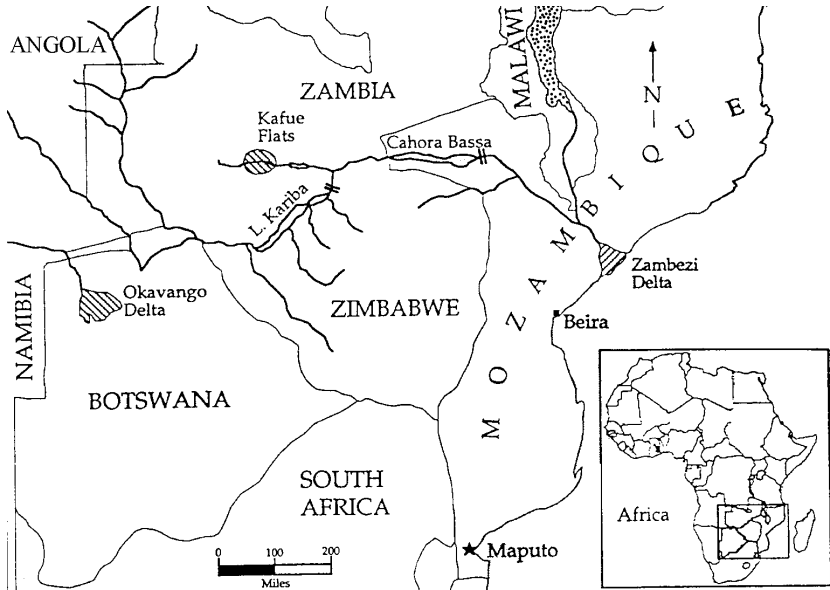 ANGOLA
ZAMBIA
MALAWI
N
Kafue
Flats
Cahora Bassa
L. Kariba
MOZAMBIQUE
Zambezi
Delta
Okavango
Delta
NAMIBIA
ZIMBABWE
Beira
BOTSWANA
SOUTH
AFRICA
Africa
Maputo
0 100 200
Miles